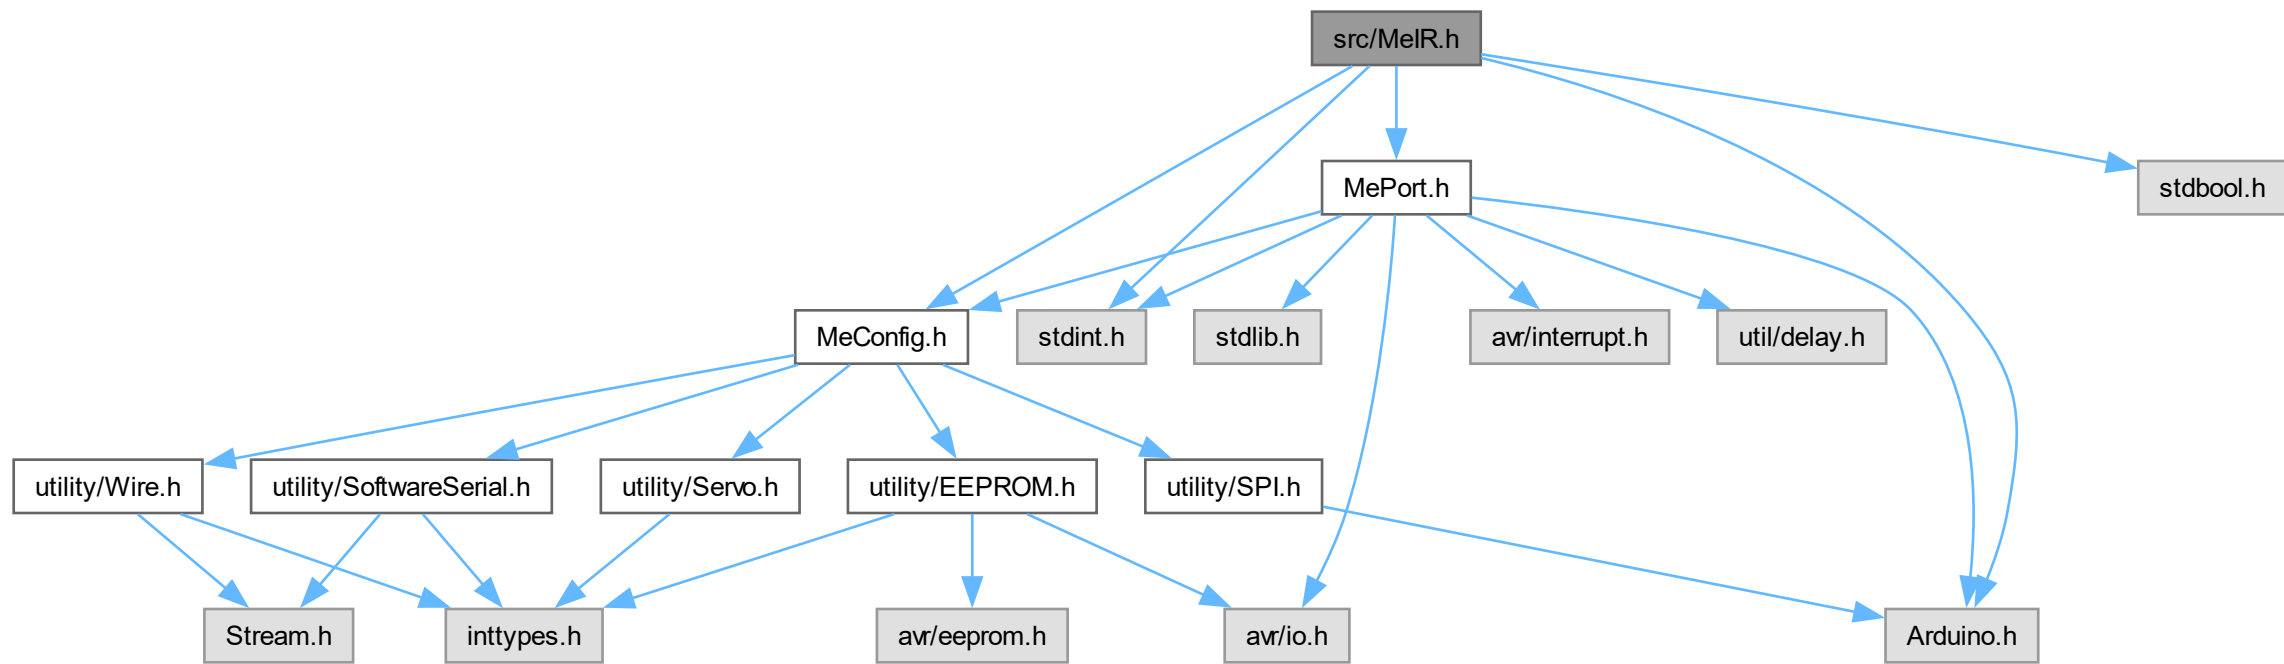 src/MeIR.h
MePort.h
stdbool.h
MeConfig.h
stdint.h
stdlib.h
avr/interrupt.h
util/delay.h
utility/Wire.h
utility/SoftwareSerial.h
utility/Servo.h
utility/EEPROM.h
utility/SPI.h
Stream.h
inttypes.h
avr/eeprom.h
avr/io.h
Arduino.h